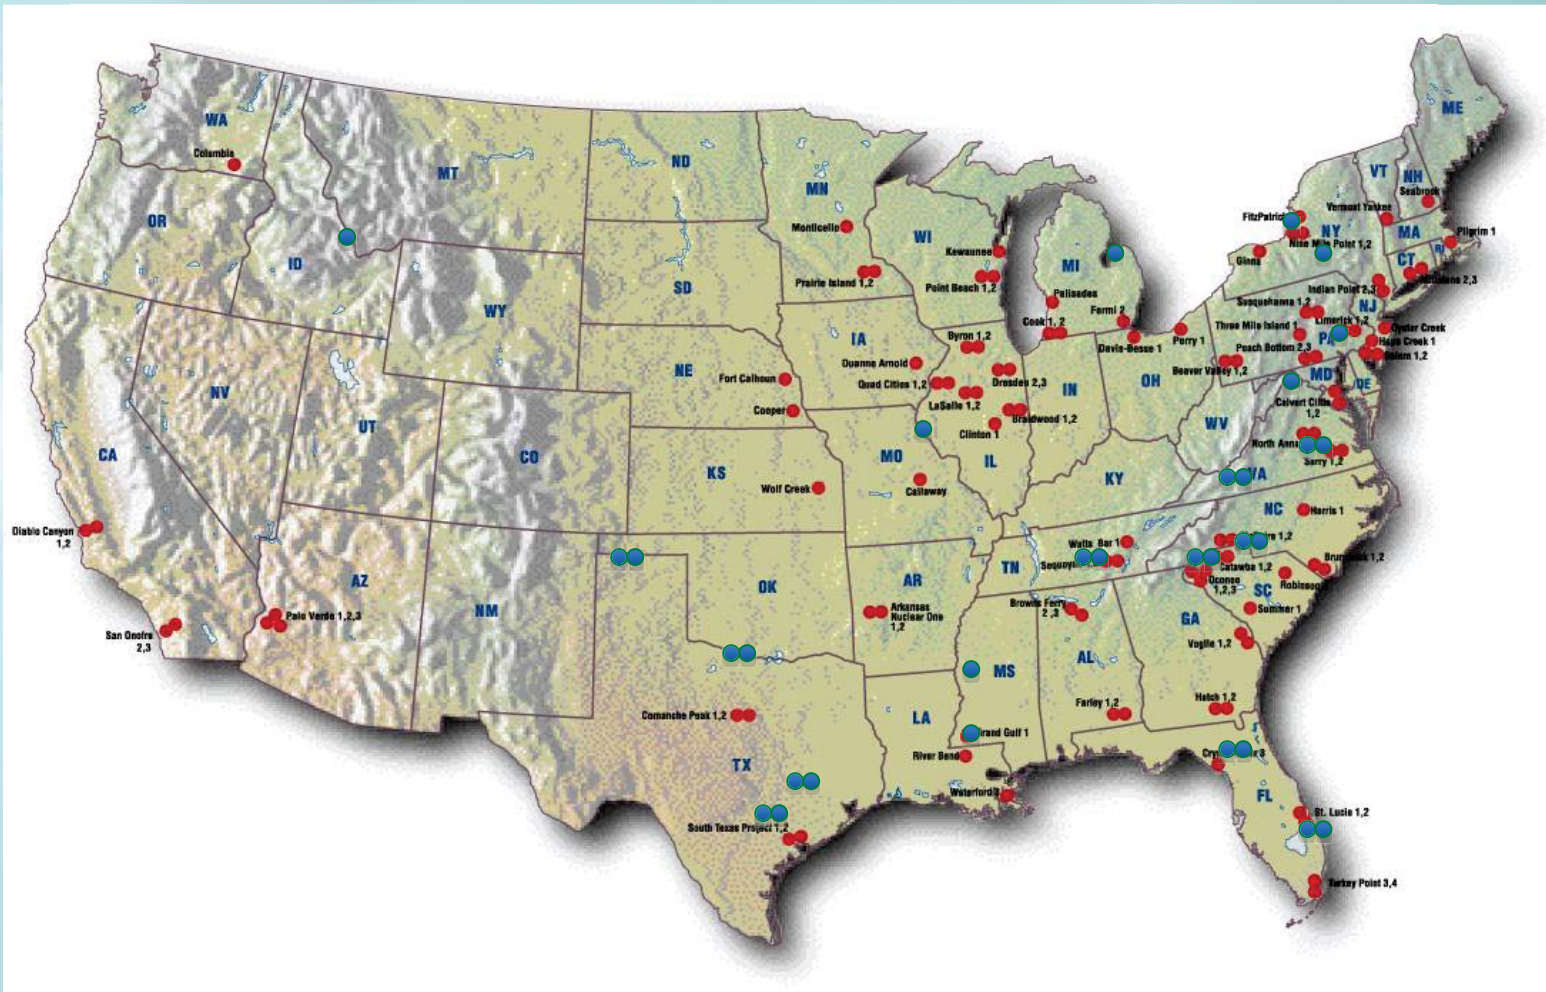 WA
Columbia
MT
ND
MN
Monticello
Prairie Island 1,2
OR
ID
WY
SD
WI
Kewaunee
Point Beach 1,2
MI
Palisades
Cook 1, 2
Fermi 2
Davis-Besse 1
Perry 1
ME
VT
NH
Seabrook
Vermont Yankee
FitzPatrick
NY
Nine Mile Point 1,2
Ginna
MA
Pilgrim 1
RI
CT
2,3
Indian Point 2,3
Susquehanna 1,2
NJ
Limerick 1,2
Three Mile Island 1
PA
Oyster Creek
Hope Creek 1
Salem 1,2
Peach Bottom 2,3
Beaver Valley 1,2
MD
DE
Calvert Cliffs
1,2
NV
UT
CO
NE
Fort Calhoun
Cooper
IA
Duane Arnold
Quad Cities 1,2
Byron 1,2
Dresden 2,3
LaSalle 1,2
Braidwood 1,2
Clinton 1
IL
IN
OH
WV
North Anna
Surry 1,2
VA
CA
KS
Wolf Creek
MO
Callaway
KY
NC
Harris 1
Diablo Canyon
1,2
San Onofre
2,3
AZ
Palo Verde 1,2,3
NM
OK
AR
Arkansas
Nuclear One
1,2
TN
Watts Bar 1
1,2
Catawba 1,2
Oconee
1,2,3
Brunswick 1,2
Robinson
SC
Summer 1
Browns Ferry
2 ,3
GA
Vogtle 1,2
AL
MS
Farley 1,2
Hatch 1,2
Comanche Peak 1,2
TX
LA
Grand Gulf 1
River Bend
Waterford 3
South Texas Project 1,2
FL
St. Lucie 1,2
Turkey Point 3,4